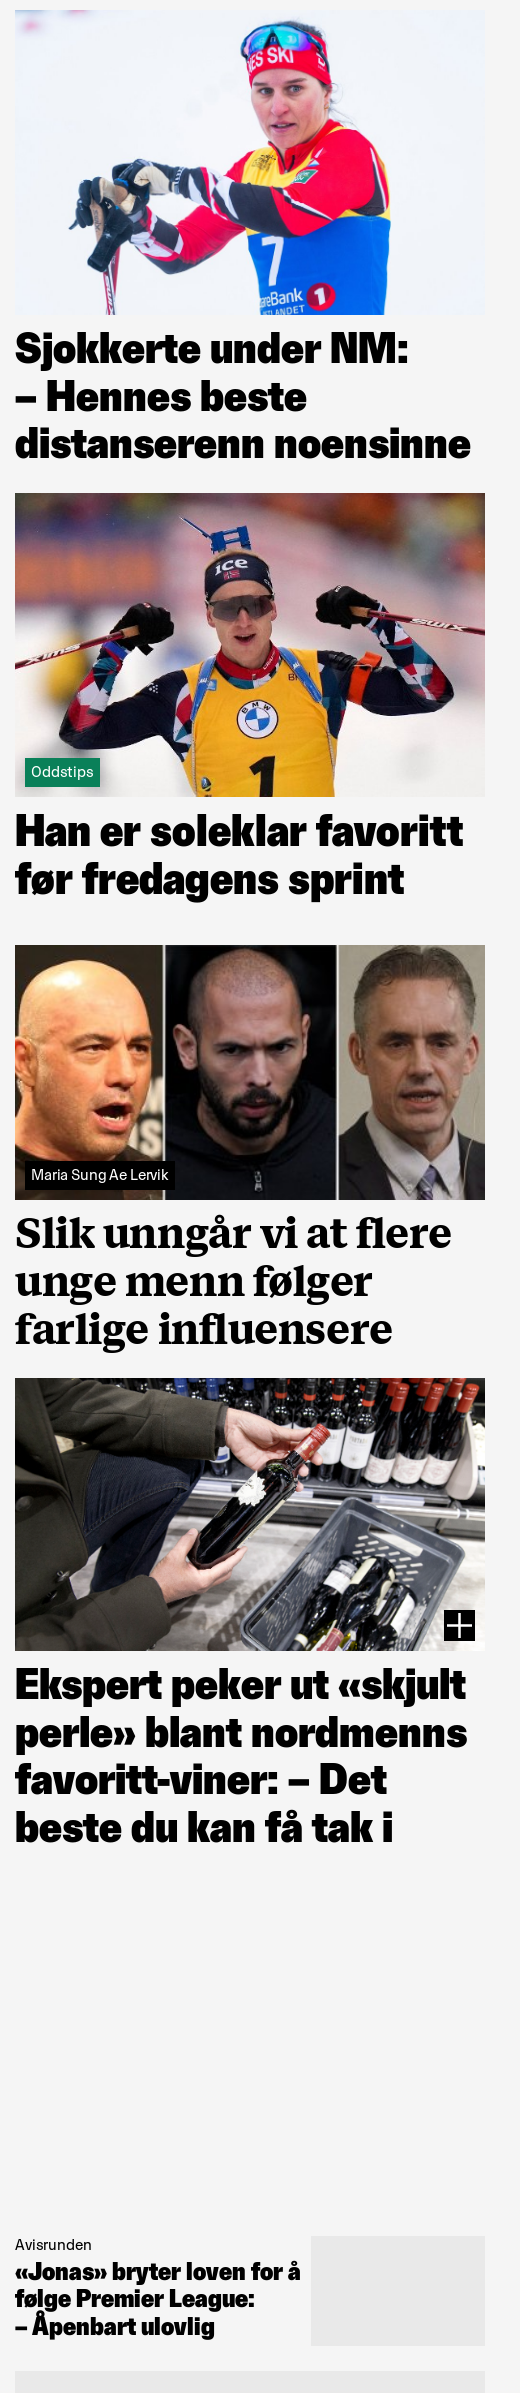 ES SKI
7
areBank 1
TLANDET
Sjokkerte under NM:
– Hennes beste
distanserenn noensinne
ice
swix
swix
BMW
1
Oddstips
Han er soleklar favoritt
før fredagens sprint
Maria Sung Ae Lervik
Slik unngår vi at flere
unge menn følger
farlige influensere
Ekspert peker ut «skjult
perle» blant nordmenns
favoritt-viner: – Det
beste du kan få tak i
Avisrunden
«Jonas» bryter loven for å
følge Premier League:
– Åpenbart ulovlig